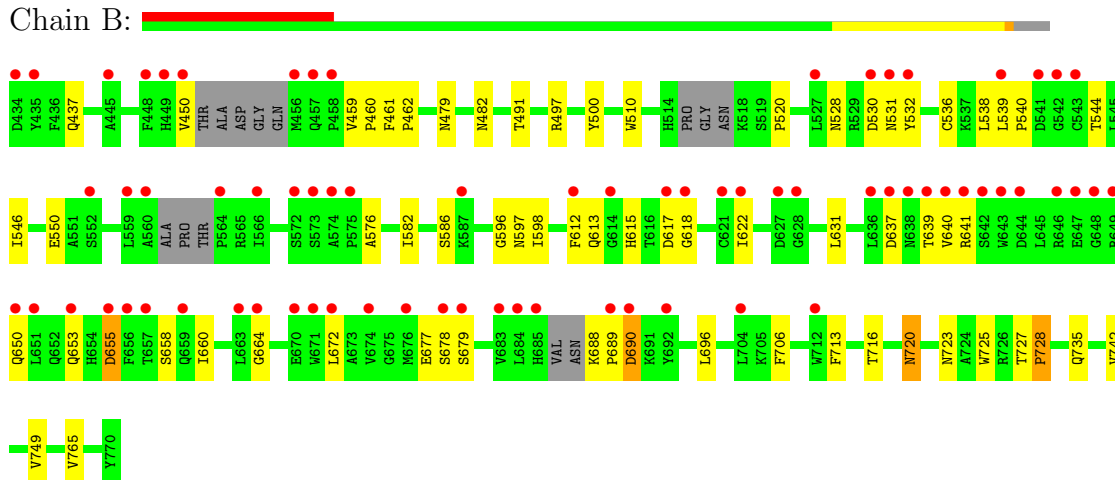 Chain B:
D434 Y435 F436 Q437 A445 F448 H449 V450 THR ALA ASP GLY GLN M456 Q457 P458 V459 P460 F461 P462 N479 N482 T491 R497 Y500 W510 H514 PRO GLY ASN K518 S519 P520 L527 N528 R529 D530 N531 Y532 C536 K537 L538 L539 P540 D541 G542 C543 T544
I546 E550 A551 S552 L559 A560 ALA PRO THR P564 R565 I566 S572 S573 A574 P575 A576 I582 S586 K587 G596 N597 I598 F612 Q613 G614 H615 T616 D617 G618 C621 I622 D627 G628 L631 L636 D637 N638 T639 V640 R641 S642 W643 D644 L645 R646 E647 G648
Q650 L651 Q652 Q653 H654 D655 F656 T657 S658 Q659 I660 L663 G664 E670 W671 L672 A673 V674 G675 M676 E677 S678 S679 V683 L684 H685 VAL ASN K688 P689 D690 K691 Y692 L696 L704 K705 F706 W712 F713 T716 N720 N723 A724 W725 R726 T727 P728 Q735
V749 V765 Y770